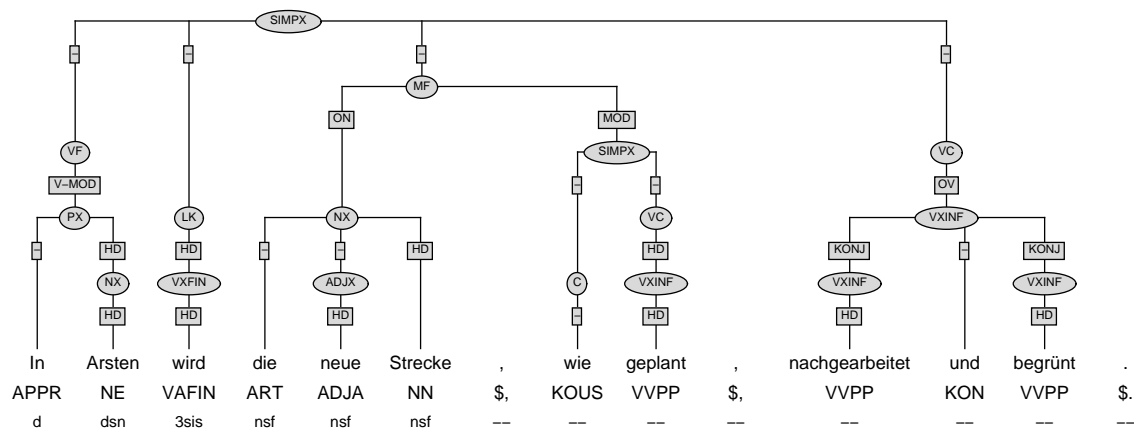 SIMPX
– – – –
MF
ON MOD
VF SIMPX VC
V–MOD – – OV
PX LK NX VC VXINF
– HD HD – – HD HD KONJ – KONJ
NX VXFIN ADJX C VXINF VXINF VXINF
HD HD HD – HD HD HD
In Arsten wird die neue Strecke , wie geplant , nachgearbeitet und begrünt .
APPR NE VAFIN ART ADJA NN $, KOUS VVPP $, VVPP KON VVPP $.
d dsn 3sis nsf nsf nsf –– –– –– –– –– –– –– ––